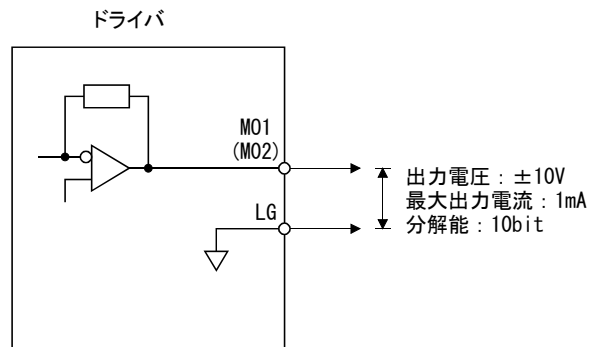 ドライバ
MO1
(MO2)
LG
出力電圧：±10V
最大出力電流：1mA
分解能：10bit